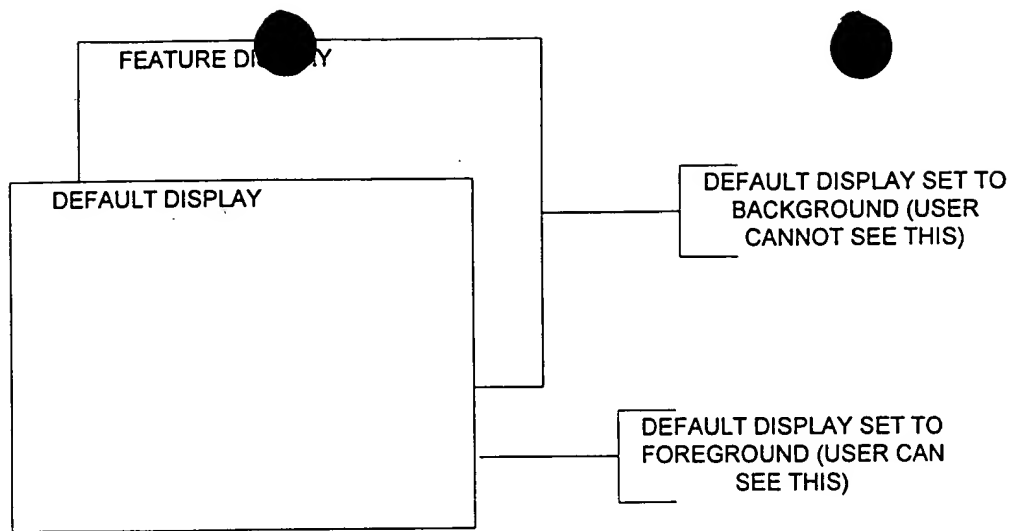 FEATURE
DEFAULT DISPLAY
DEFAULT DISPLAY SET TO
BACKGROUND (USER
CANNOT SEE THIS)
DEFAULT DISPLAY SET TO
FOREGROUND (USER CAN
SEE THIS)